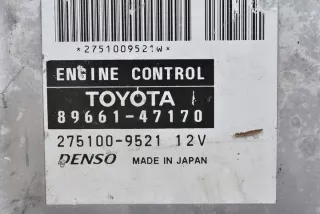 *2751009521W*
ENGINE CONTROL
TOYOTA
89661-47170
275100-9521 12V
DENSO MADE IN JAPAN